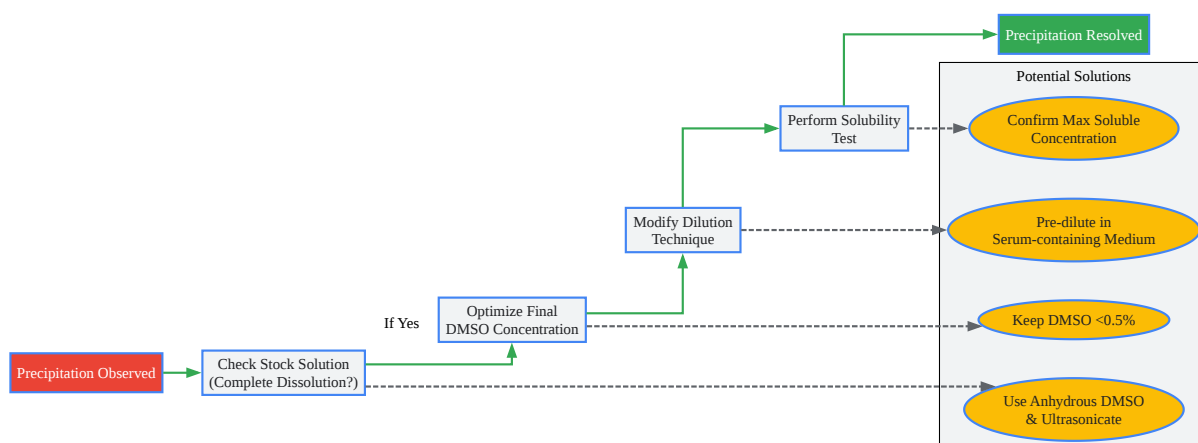 Precipitation Resolved
Potential Solutions
Perform Solubility
Test
Confirm Max Soluble
Concentration
Modify Dilution
Technique
Pre-dilute in
Serum-containing Medium
If Yes
Optimize Final
DMSO Concentration
Keep DMSO <0.5%
Precipitation Observed
Check Stock Solution
(Complete Dissolution?)
Use Anhydrous DMSO
& Ultrasonicate